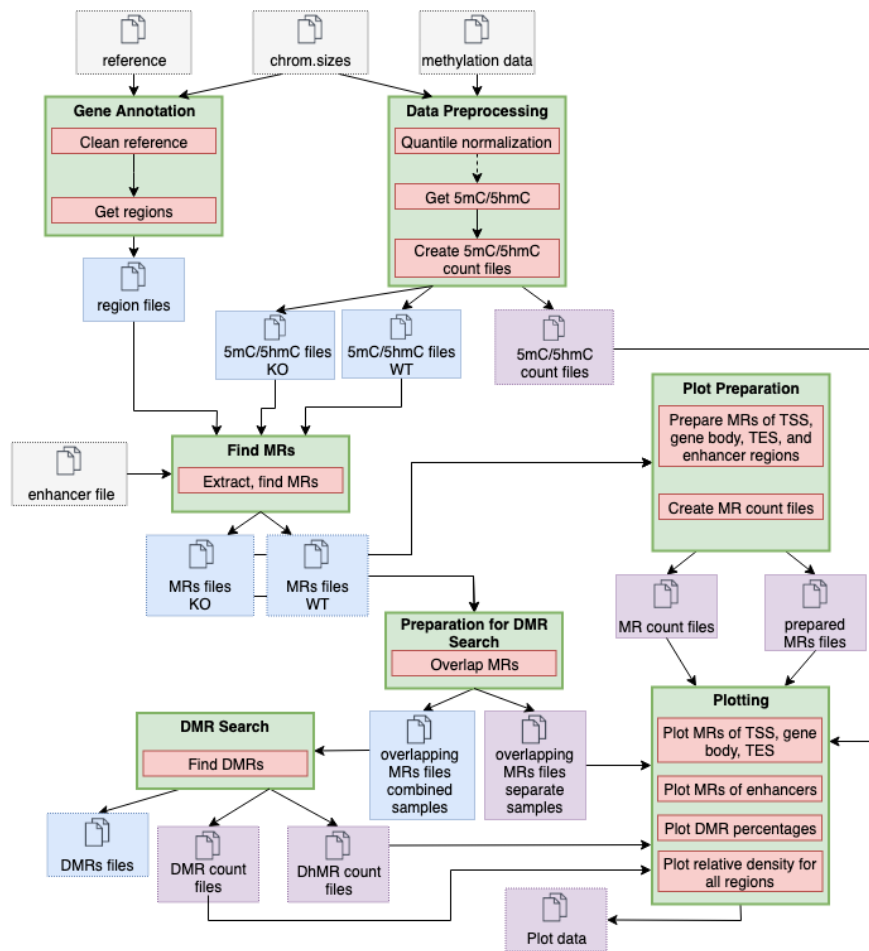 reference
chrom.sizes
methylation data
Gene Annotation
Clean reference
Get regions
Data Preprocessing
Quantile normalization
Get 5mC/5hmC
Create 5mC/5hmC
count files
region files
5mC/5hmC files
KO
5mC/5hmC files
WT
5mC/5hmC
count files
Plot Preparation
Prepare MRs of TSS,
gene body, TES, and
enhancer regions
Create MR count files
enhancer file
Find MRs
Extract, find MRs
MRs files
KO
MRs files
WT
MR count files
prepared
MRs files
Preparation for DMR
Search
Overlap MRs
DMR Search
Find DMRs
overlapping
MRs files
combined
samples
overlapping
MRs files
separate
samples
Plotting
Plot MRs of TSS, gene
body, TES
Plot MRs of enhancers
Plot DMR percentages
Plot relative density for
all regions
DMRs files
DMR count
files
DhMR count
files
Plot data